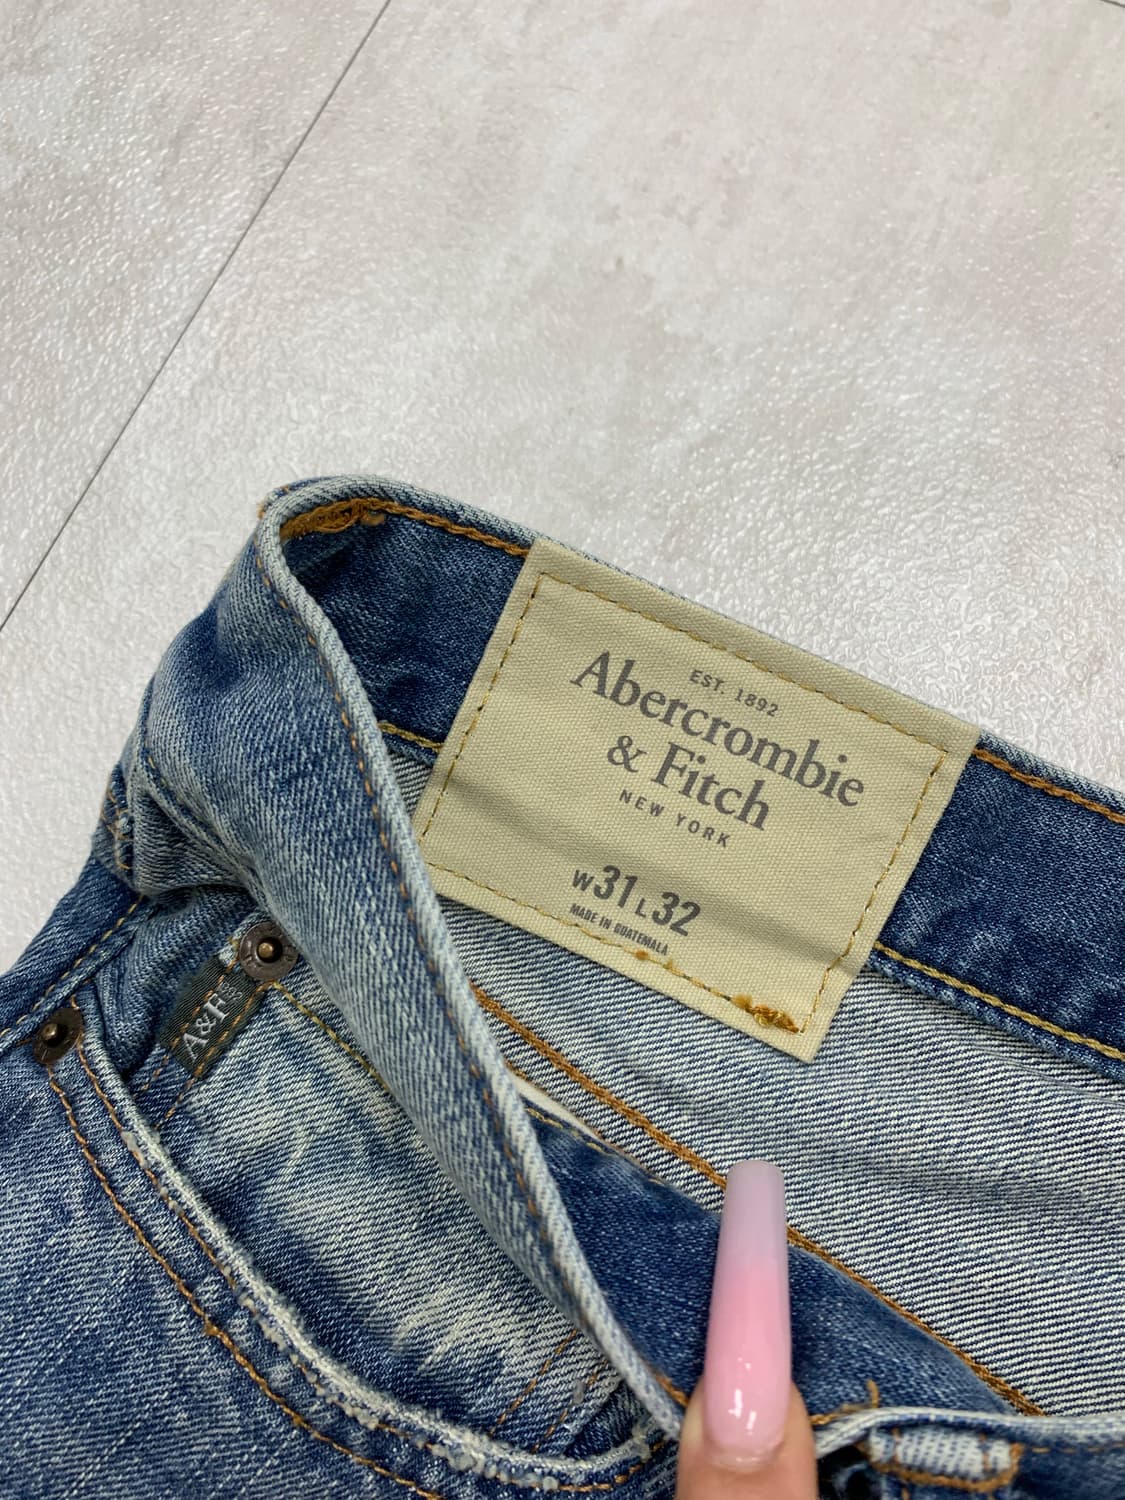 EST. 1892
Abercrombie
& Fitch
NEW YORK
W31 L32
MADE IN GUATEMALA
A&F